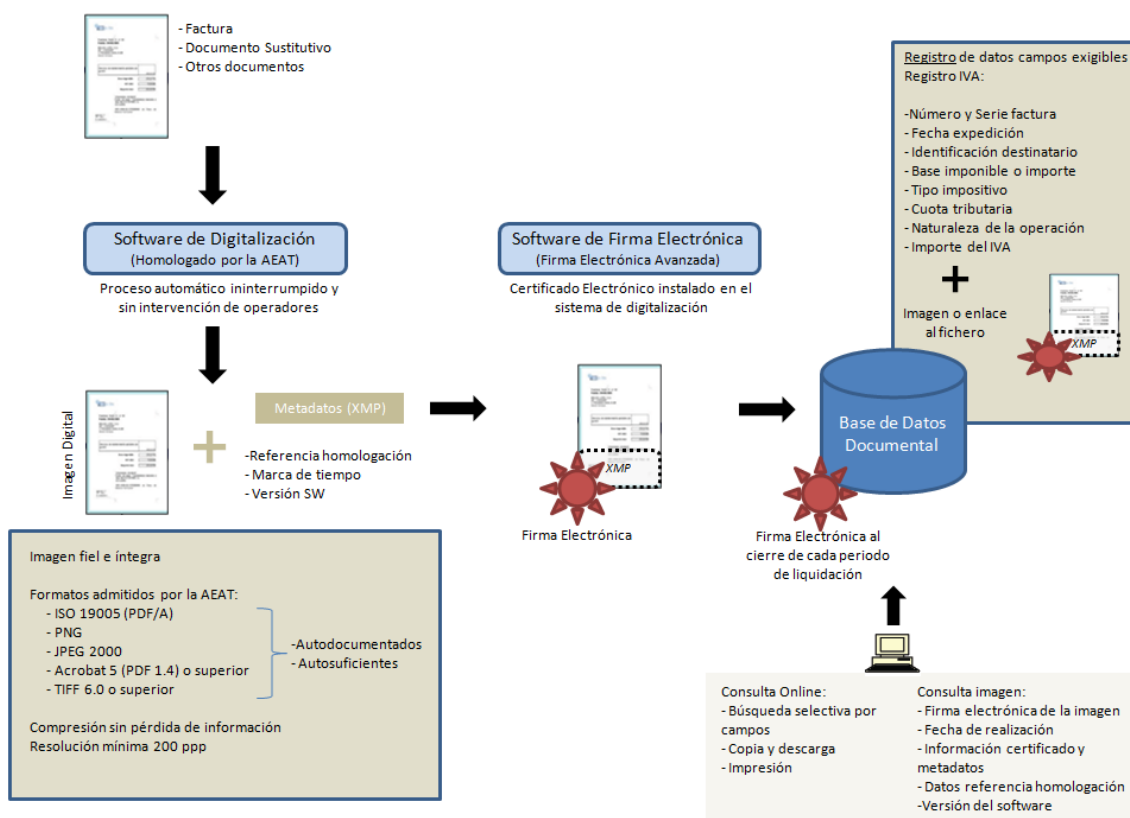 - Factura
- Documento Sustitutivo
- Otros documentos
Software de Digitalización
(Homologado por la AEAT)
Proceso automático ininterrumpido y
sin intervención de operadores
Software de Firma Electrónica
(Firma Electrónica Avanzada)
Certificado Electrónico instalado en el
sistema de digitalización
Registro de datos campos exigibles
Registro IVA:
-Número y Serie factura
- Fecha expedición
- Identificación destinatario
- Base imponible o importe
- Tipo impositivo
- Cuota tributaria
- Naturaleza de la operación
- Importe del IVA
+
Imagen o enlace
al fichero
XMP
Imagen Digital
+
Metadatos (XMP)
-Referencia homologación
- Marca de tiempo
- Versión SW
XMP
Firma Electrónica
Base de Datos
Documental
Firma Electrónica al
cierre de cada periodo
de liquidación
Imagen fiel e íntegra
Formatos admitidos por la AEAT:
- ISO 19005 (PDF/A)
- PNG
- JPEG 2000
- Acrobat 5 (PDF 1.4) o superior
- TIFF 6.0 o superior
-Autodocumentados
- Autosuficientes
Compresión sin pérdida de información
Resolución mínima 200 ppp
Consulta Online:
- Búsqueda selectiva por
campos
- Copia y descarga
- Impresión
Consulta imagen:
- Firma electrónica de la imagen
- Fecha de realización
- Información certificado y
metadatos
- Datos referencia homologación
-Versión del software